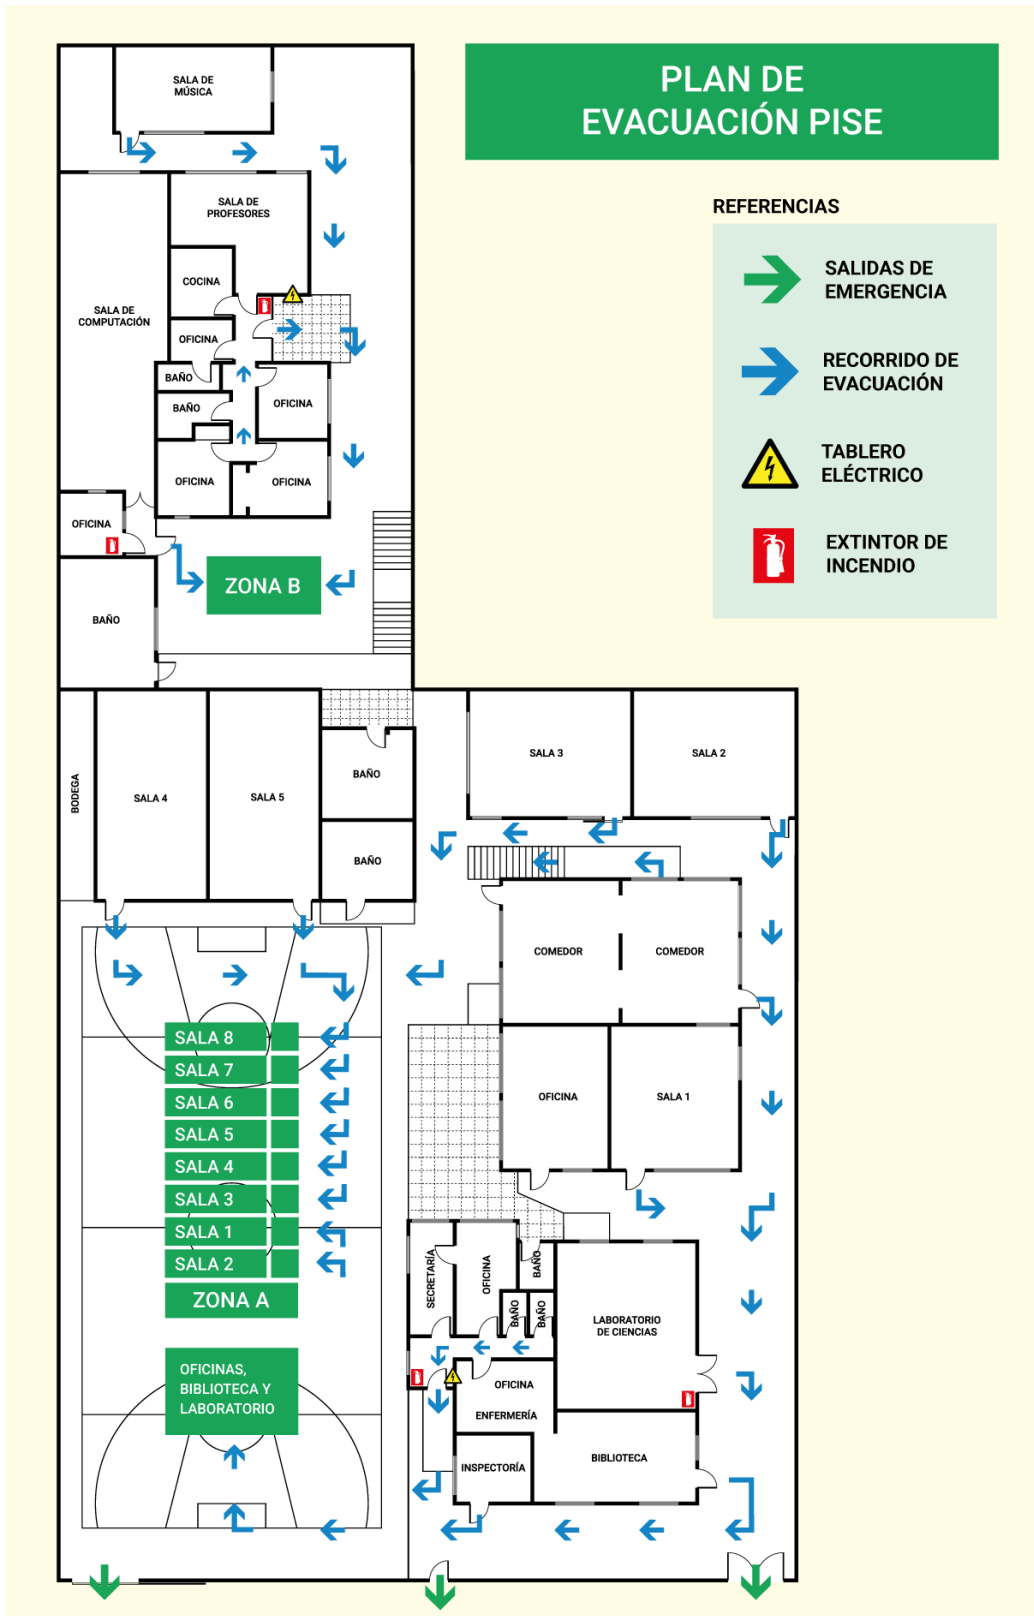 PLAN DE
EVACUACIÓN PISE
REFERENCIAS
SALIDAS DE
EMERGENCIA
RECORRIDO DE
EVACUACIÓN
TABLERO
ELÉCTRICO
EXTINTOR DE
INCENDIO
SALA DE
MÚSICA
SALA DE
PROFESORES
COCINA
SALA DE
COMPUTACIÓN
OFICINA
BAÑO
BAÑO
OFICINA
OFICINA
OFICINA
OFICINA
ZONA B
BAÑO
BODEGA
SALA 4
SALA 5
BAÑO
BAÑO
SALA 3
SALA 2
COMEDOR
COMEDOR
OFICINA
SALA 1
SALA 8
SALA 7
SALA 6
SALA 5
SALA 4
SALA 3
SALA 1
SALA 2
ZONA A
OFICINAS,
BIBLIOTECA Y
LABORATORIO
SECRETARÍA
OFICINA
BAÑO
BAÑO
BAÑO
LABORATORIO
DE CIENCIAS
OFICINA
ENFERMERÍA
INSPECTORÍA
BIBLIOTECA